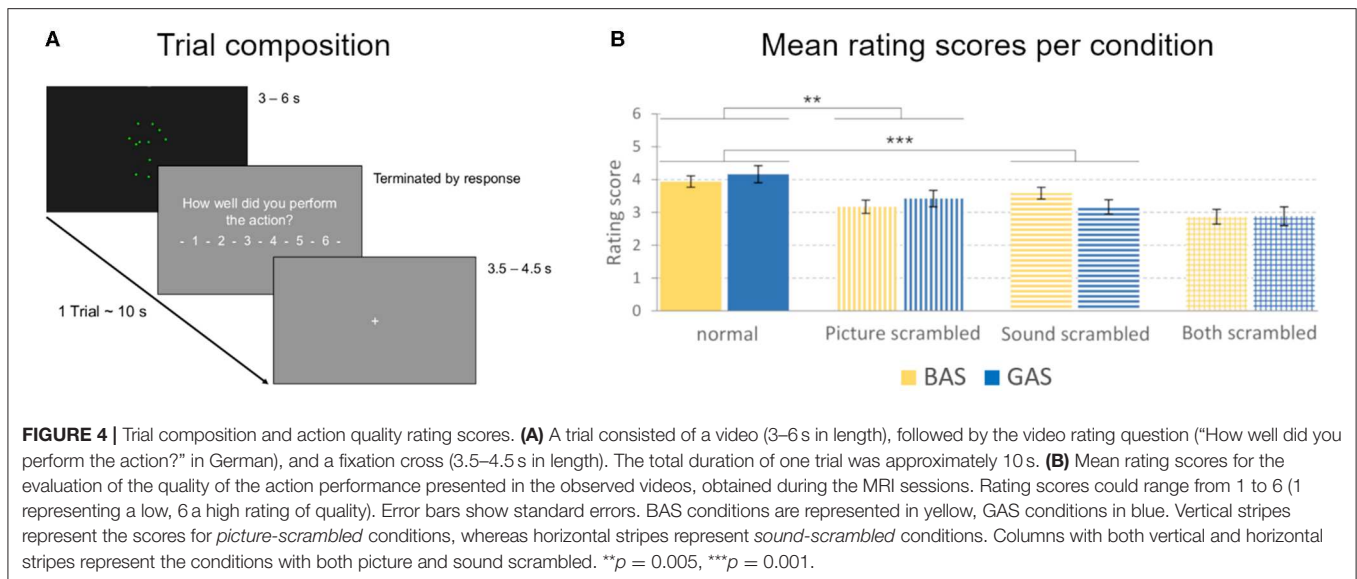 A Trial composition
3 – 6 s
Terminated by response
How well did you perform
the action?
- 1 - 2 - 3 - 4 - 5 - 6 -
3.5 – 4.5 s
+
1 Trial ~ 10 s
B Mean rating scores per condition
**
***
Rating score
6
5
4
3
2
1
0
normal Picture scrambled Sound scrambled Both scrambled
BAS GAS
FIGURE 4 | Trial composition and action quality rating scores. (A) A trial consisted of a video (3–6 s in length), followed by the video rating question (“How well did you
perform the action?” in German), and a fixation cross (3.5–4.5 s in length). The total duration of one trial was approximately 10 s. (B) Mean rating scores for the
evaluation of the quality of the action performance presented in the observed videos, obtained during the MRI sessions. Rating scores could range from 1 to 6 (1
representing a low, 6 a high rating of quality). Error bars show standard errors. BAS conditions are represented in yellow, GAS conditions in blue. Vertical stripes
represent the scores for picture-scrambled conditions, whereas horizontal stripes represent sound-scrambled conditions. Columns with both vertical and horizontal
stripes represent the conditions with both picture and sound scrambled. **p = 0.005, ***p = 0.001.